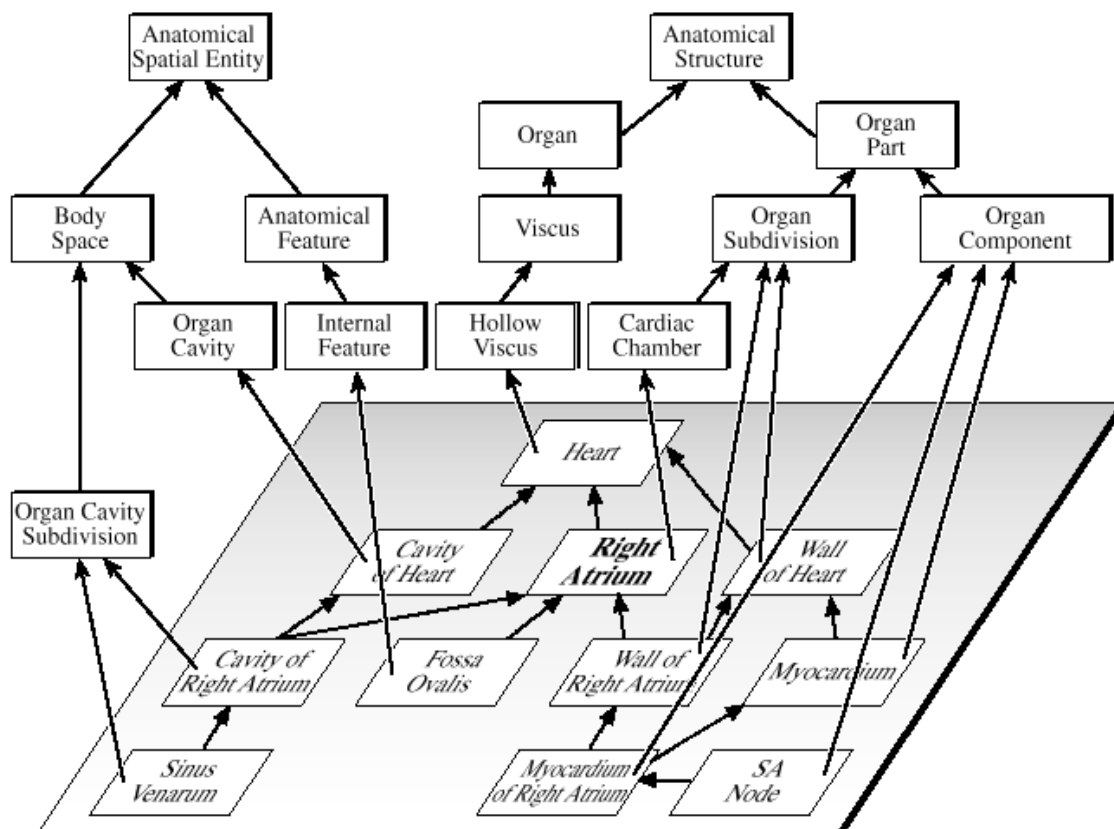 Anatomical
Spatial Entity
Anatomical
Structure
Organ
Organ
Part
Body
Space
Anatomical
Feature
Viscus
Organ
Subdivision
Organ
Component
Organ
Cavity
Internal
Feature
Hollow
Viscus
Cardiac
Chamber
Heart
Organ Cavity
Subdivision
Cavity
of Heart
Right
Atrium
Wall
of Heart
Cavity of
Right Atrium
Fossa
Ovalis
Wall of
Right Atrium
Myocardium
Sinus
Venarum
Myocardium
of Right Atrium
SA
Node